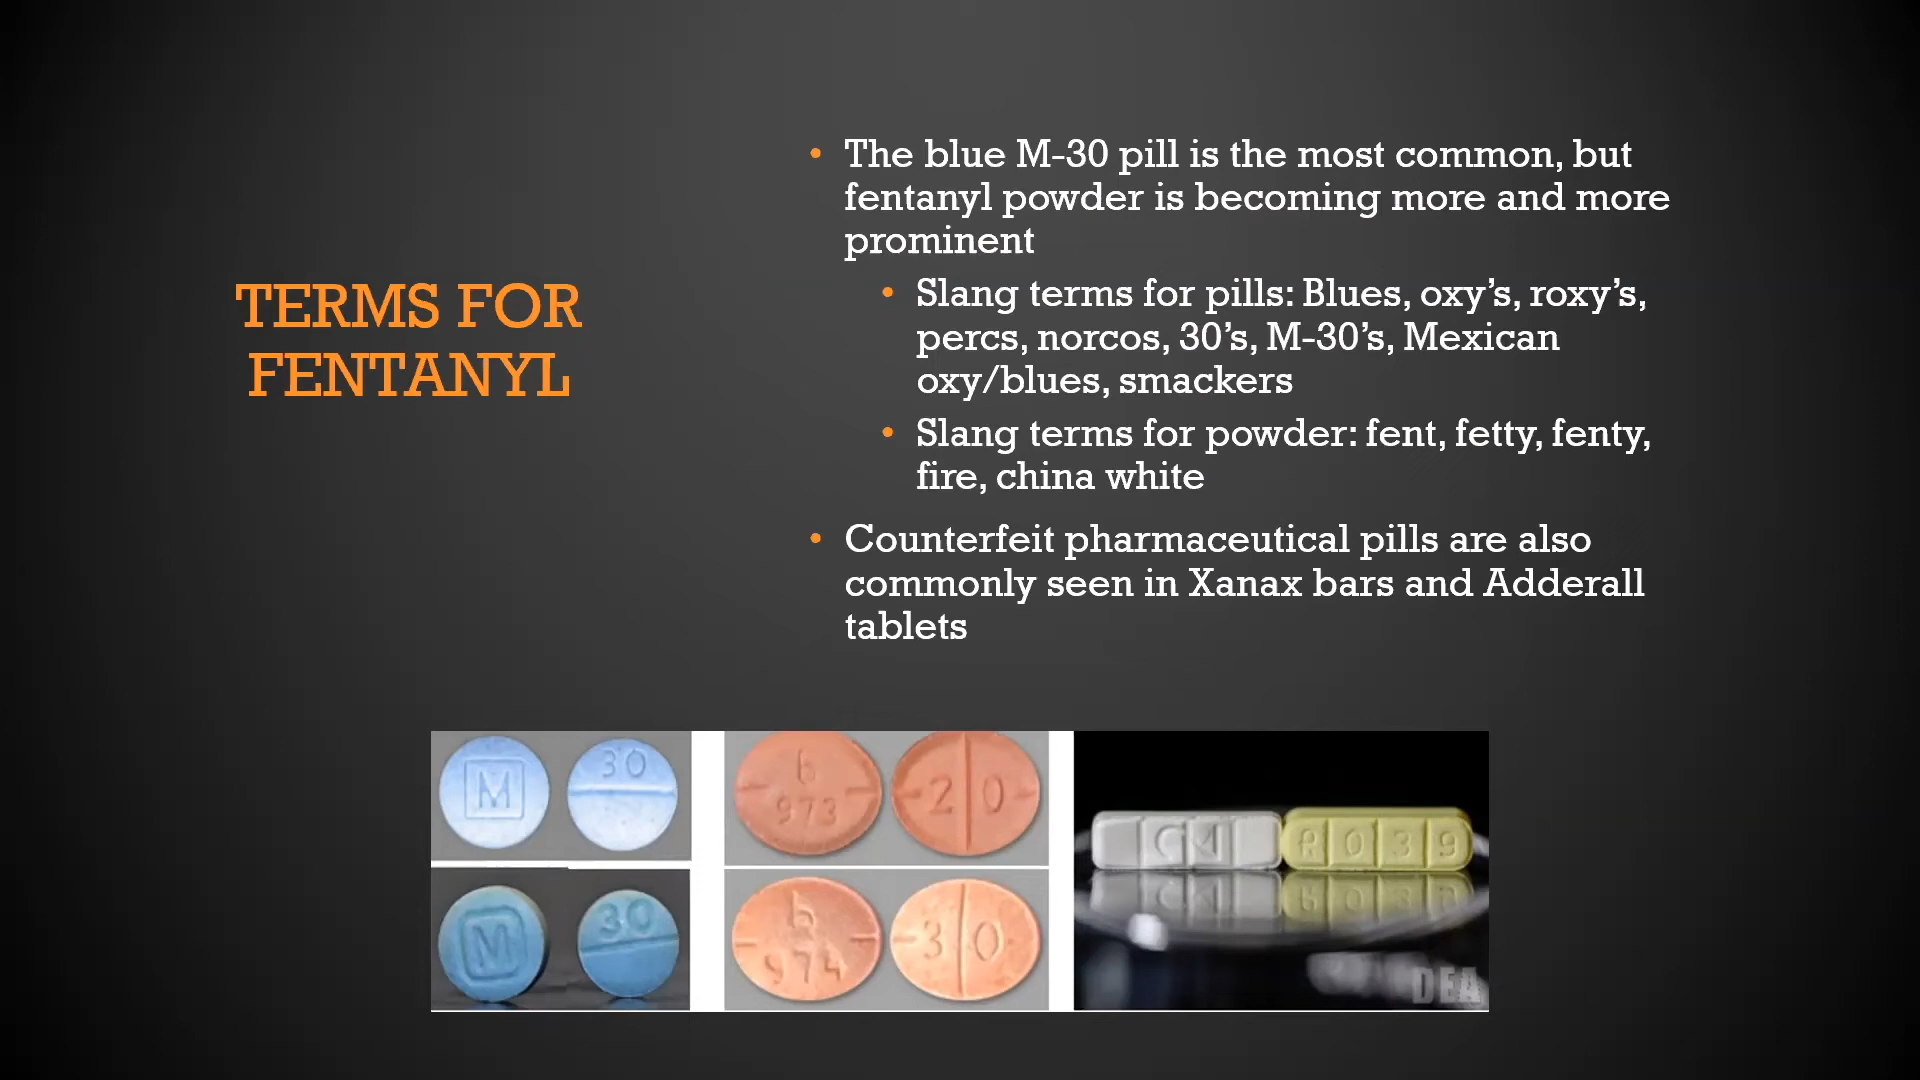 TERMS FOR
FENTANYL
• The blue M-30 pill is the most common, but
fentanyl powder is becoming more and more
prominent
• Slang terms for pills: Blues, oxy’s, roxy’s,
percs, norcos, 30’s, M-30’s, Mexican
oxy/blues, smackers
• Slang terms for powder: fent, fetty, fenty,
fire, china white
• Counterfeit pharmaceutical pills are also
commonly seen in Xanax bars and Adderall
tablets
M
30
b
973
2 0
M
30
b
974
3 0
R 0 3 9
DEA